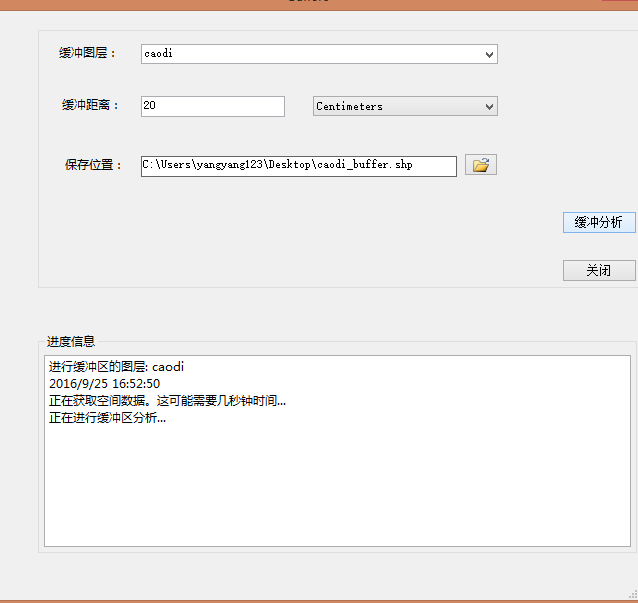 缓冲图层：
caodi
缓冲距离：
20
Centimeters
保存位置：
C:\Users\yangyang123\Desktop\caodi_buffer.shp
缓冲分析
关闭
进度信息
进行缓冲区的图层: caodi
2016/9/25 16:52:50
正在获取空间数据。这可能需要几秒钟时间...
正在进行缓冲区分析...